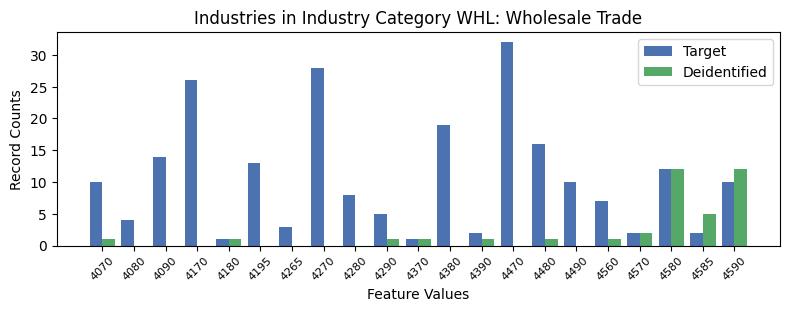 Industries in Industry Category WHL: Wholesale Trade
Target
Deidentified
Record Counts
30
25
20
15
10
5
0
4070 4080 4090 4170 4180 4195 4265 4270 4280 4290 4370 4380 4390 4470 4480 4490 4560 4570 4580 4585 4590
Feature Values